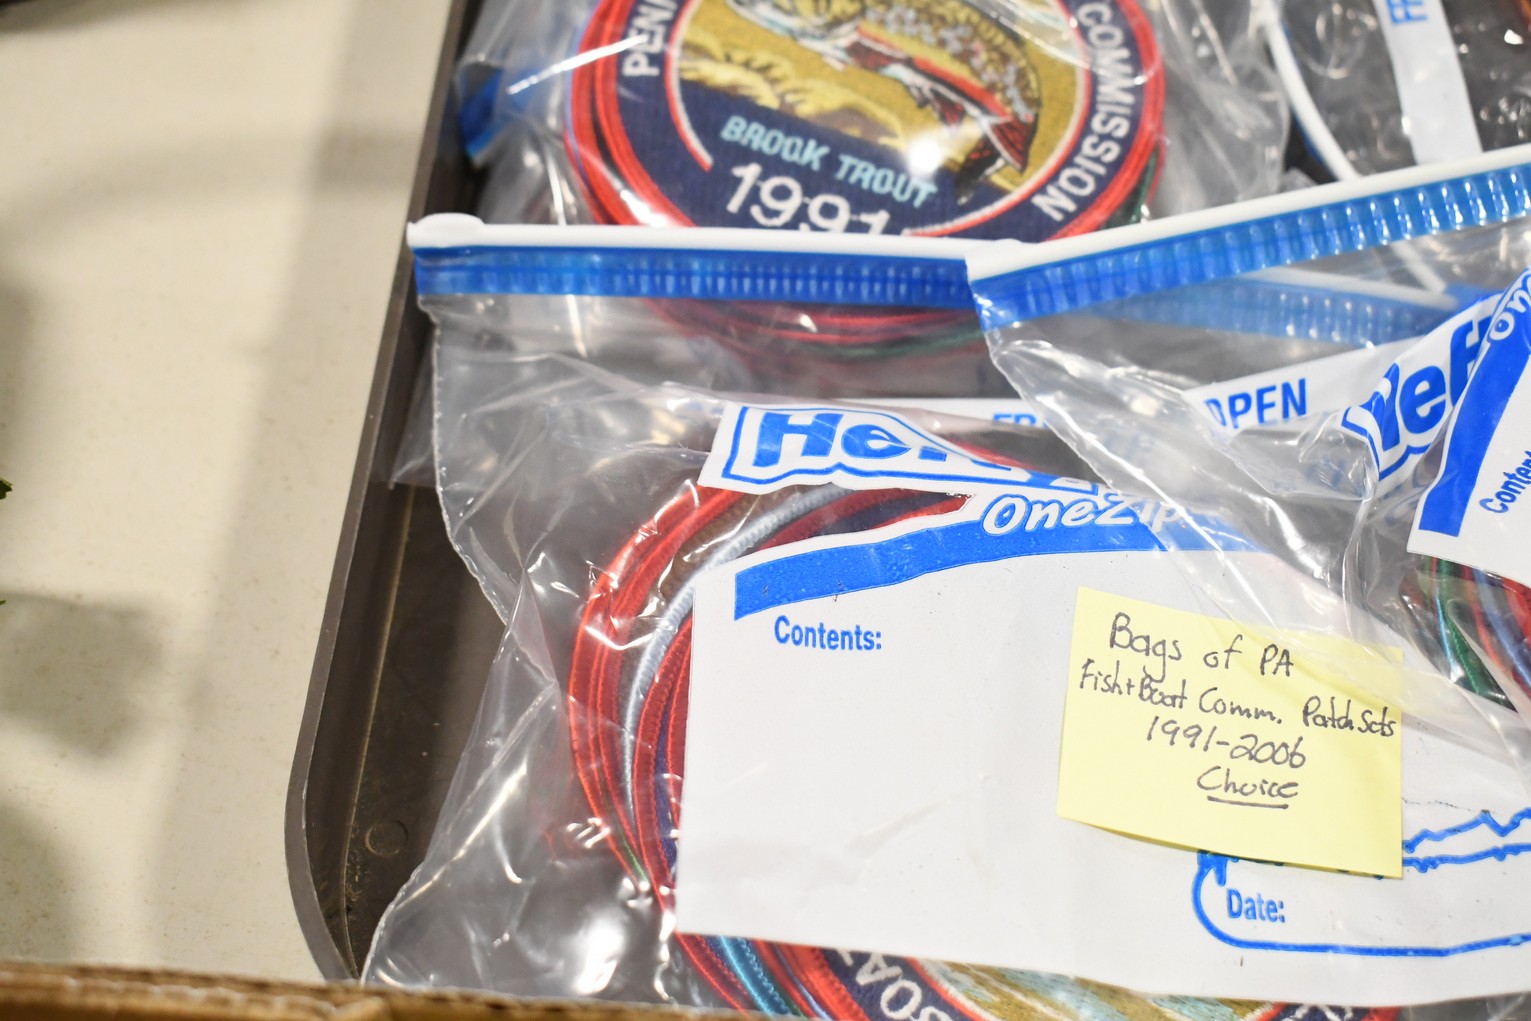 COMMISSION
BROOK TROUT
1991
OPEN
OneZip
Contents:
Bags of PA
Fish+Boat Comm. Patch Sets
1991-2006
Choice
Date: